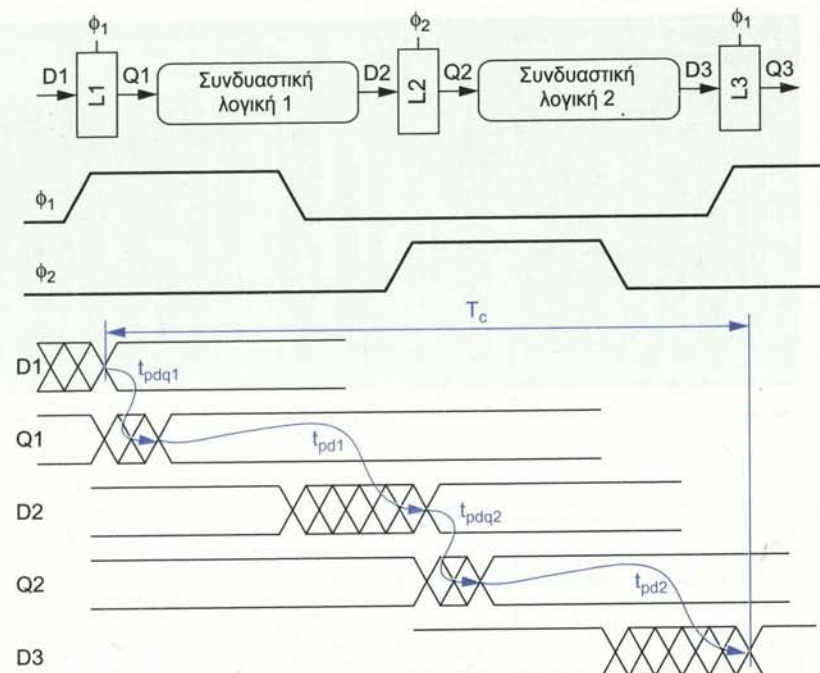 ϕ1 ϕ2 ϕ1
D1 L1 Q1 Συνδυαστική λογική 1 D2 L2 Q2 Συνδυαστική λογική 2 D3 L3 Q3
ϕ1
ϕ2
Tc
D1 tpdq1
Q1 tpd1
D2 tpdq2
Q2 tpd2
D3